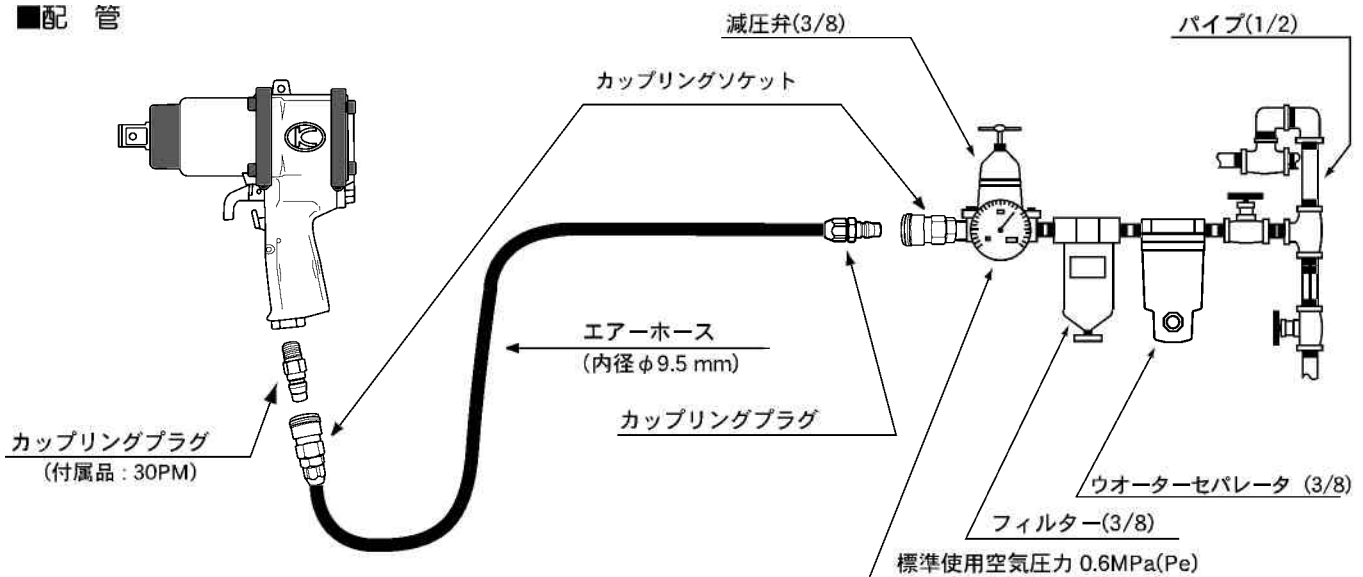 ■配 管
減圧弁(3/8)
パイプ(1/2)
カップリングソケット
エアーホース
(内径φ9.5 mm)
カップリングプラグ
カップリングプラグ
(付属品 : 30PM)
ウオーターセパレータ (3/8)
フィルター(3/8)
標準使用空気圧力 0.6MPa(Pe)